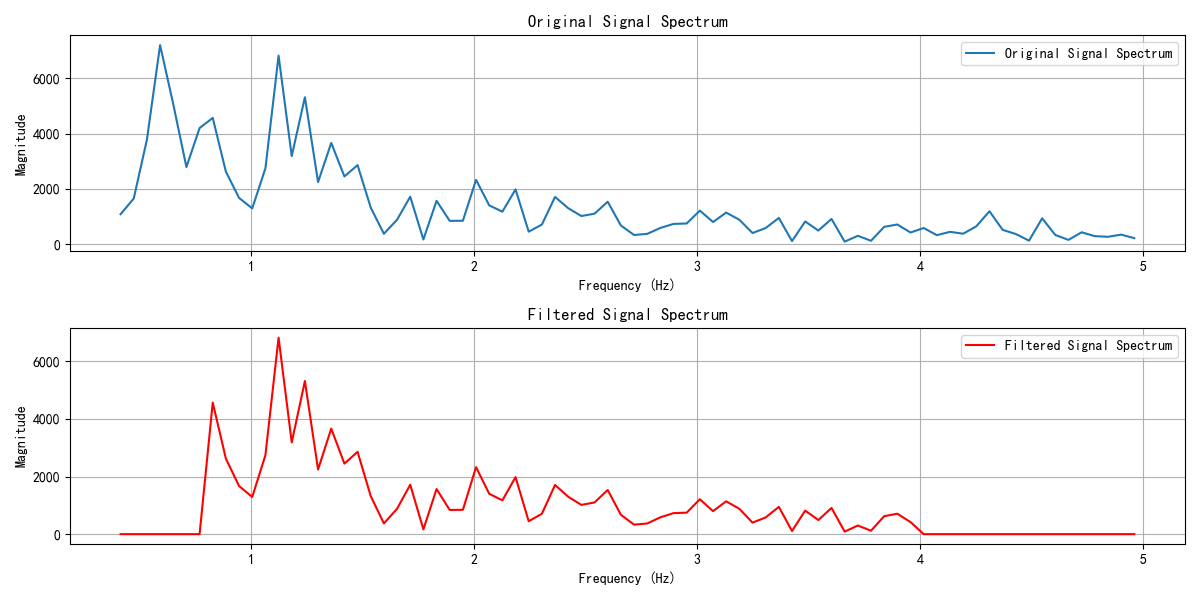 Original Signal Spectrum
Original Signal Spectrum
6000
4000
2000
0
Magnitude
1 2 3 4 5
Frequency (Hz)
Filtered Signal Spectrum
Filtered Signal Spectrum
6000
4000
2000
0
Magnitude
1 2 3 4 5
Frequency (Hz)